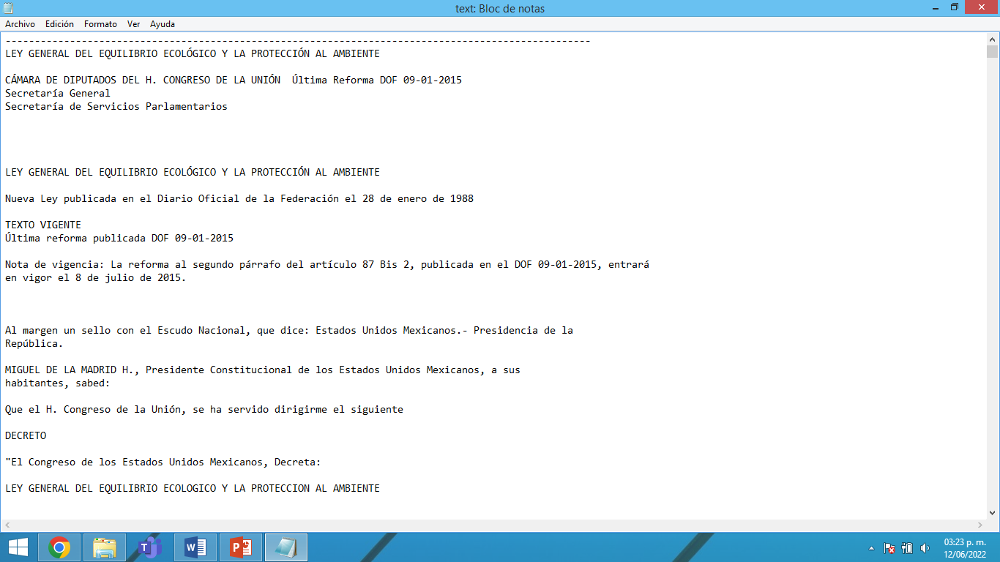 text: Bloc de notas
Archivo Edición Formato Ver Ayuda
----------------------------------------------------------------------------------------------------
LEY GENERAL DEL EQUILIBRIO ECOLÓGICO Y LA PROTECCIÓN AL AMBIENTE
CÁMARA DE DIPUTADOS DEL H. CONGRESO DE LA UNIÓN  Última Reforma DOF 09-01-2015
Secretaría General
Secretaría de Servicios Parlamentarios
LEY GENERAL DEL EQUILIBRIO ECOLÓGICO Y LA PROTECCIÓN AL AMBIENTE
Nueva Ley publicada en el Diario Oficial de la Federación el 28 de enero de 1988
TEXTO VIGENTE
Última reforma publicada DOF 09-01-2015
Nota de vigencia: La reforma al segundo párrafo del artículo 87 Bis 2, publicada en el DOF 09-01-2015, entrará
en vigor el 8 de julio de 2015.
Al margen un sello con el Escudo Nacional, que dice: Estados Unidos Mexicanos.- Presidencia de la
República.
MIGUEL DE LA MADRID H., Presidente Constitucional de los Estados Unidos Mexicanos, a sus
habitantes, sabed:
Que el H. Congreso de la Unión, se ha servido dirigirme el siguiente
DECRETO
"El Congreso de los Estados Unidos Mexicanos, Decreta:
LEY GENERAL DEL EQUILIBRIO ECOLOGICO Y LA PROTECCION AL AMBIENTE
03:23 p. m.
12/06/2022